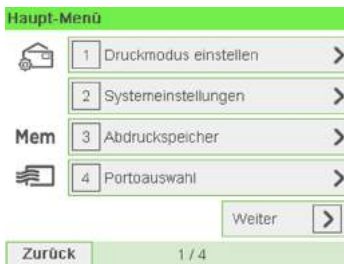 Haupt-Menü
1 Druckmodus einstellen
2 Systemeinstellungen
Mem 3 Abdruckspeicher
4 Portoauswahl
Weiter
Zurück 1 / 4